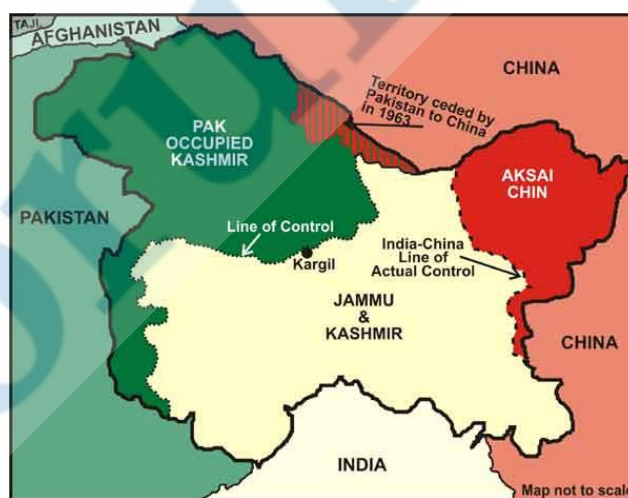 TAJI
AFGHANISTAN
CHINA
Territory ceded by
Pakistan to China
in 1963
PAK
OCCUPIED
KASHMIR
AKSAI
CHIN
PAKISTAN
Line of Control
India-China
Line of
Actual Control
Kargil
JAMMU
&
KASHMIR
CHINA
INDIA
Map not to scale